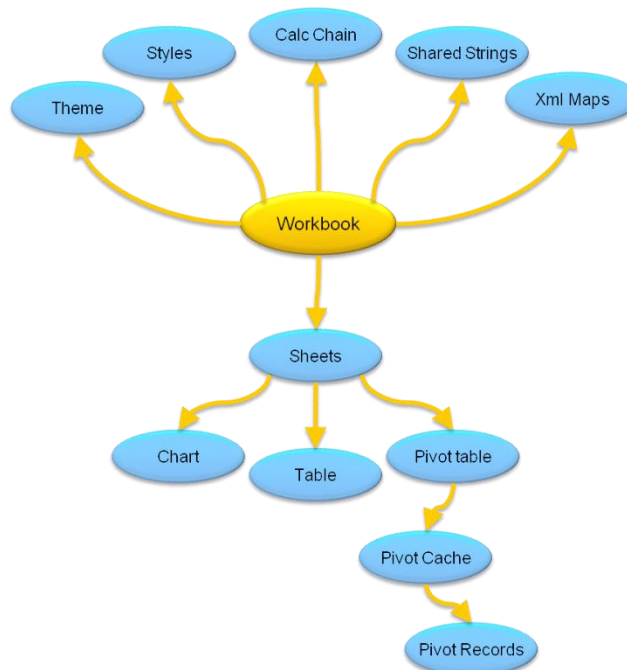 Calc Chain
Styles
Shared Strings
Theme
Xml Maps
Workbook
Sheets
Chart
Table
Pivot table
Pivot Cache
Pivot Records